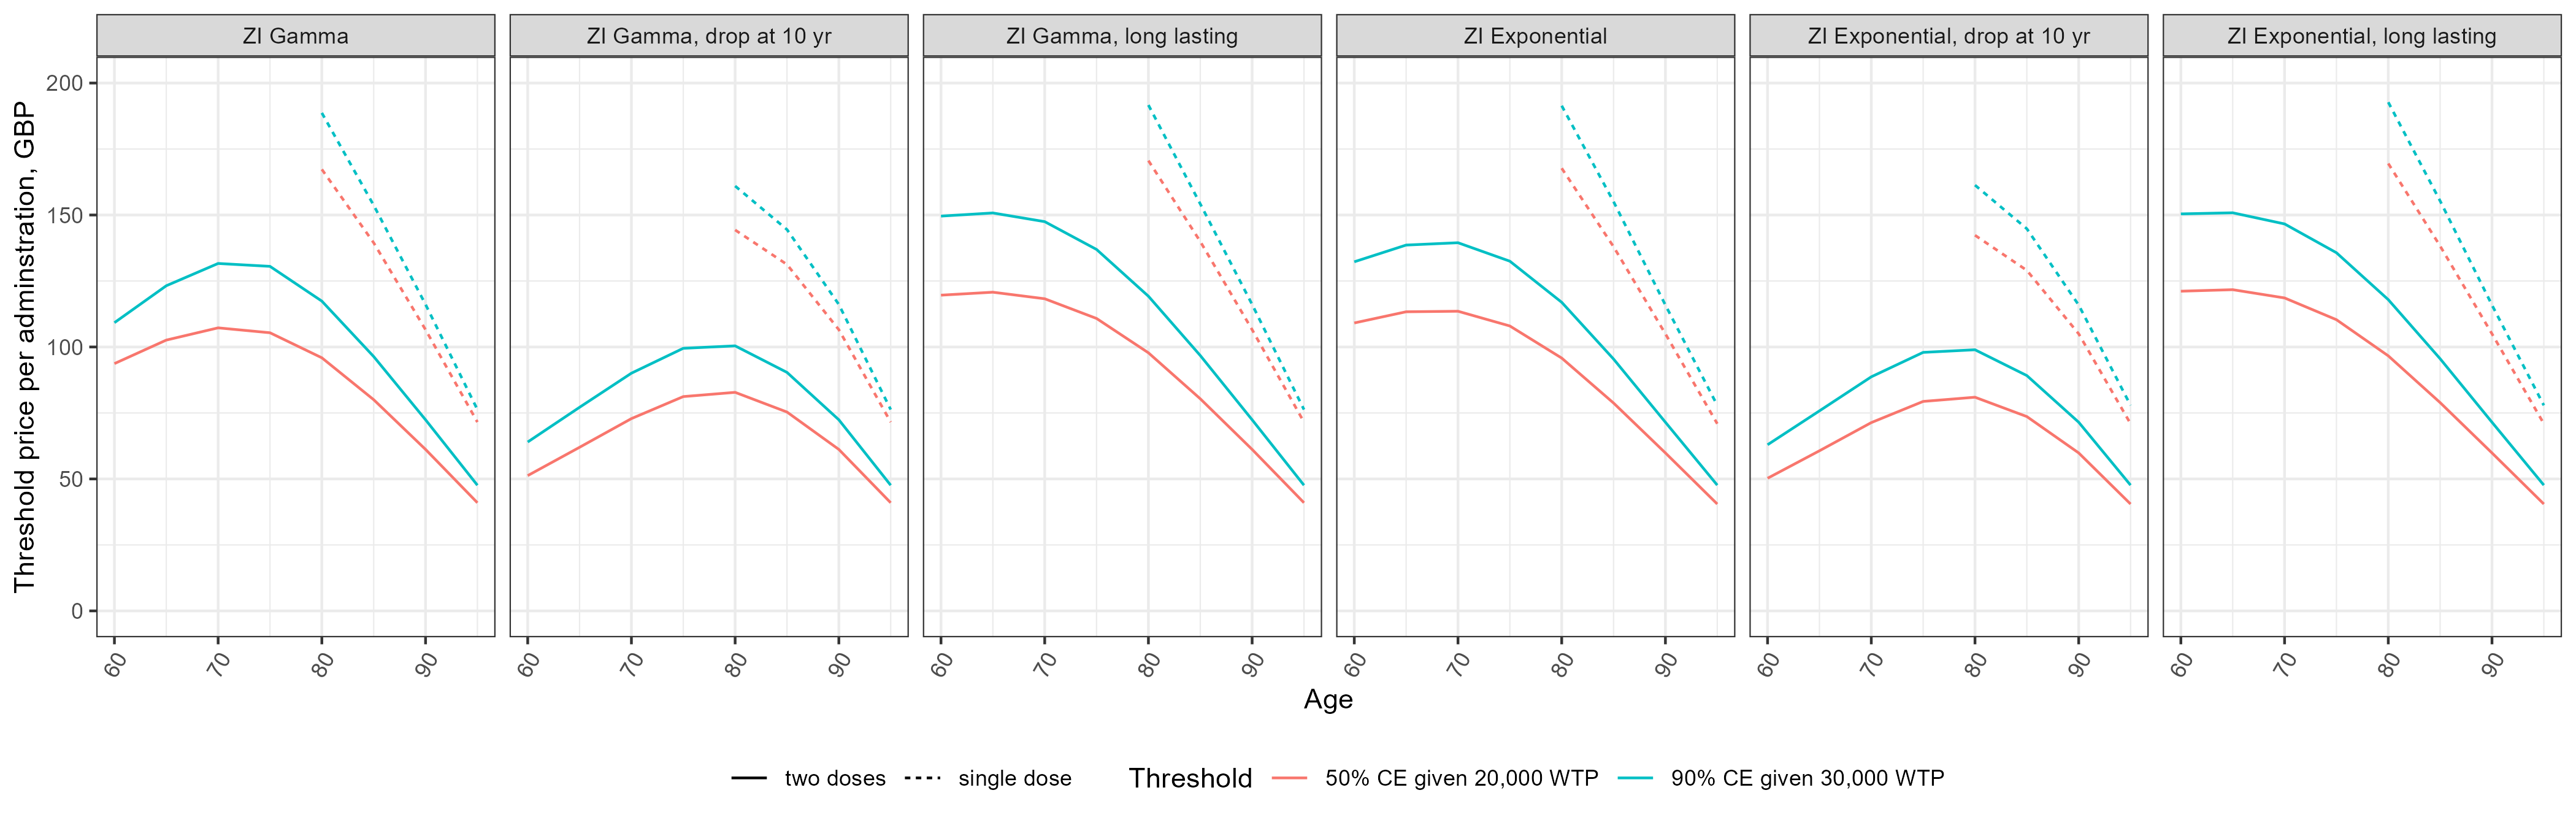 ZI Gamma
ZI Gamma, drop at 10 yr
ZI Gamma, long lasting
ZI Exponential
ZI Exponential, drop at 10 yr
ZI Exponential, long lasting
Threshold price per adminstration, GBP
200
150
100
50
0
60 70 80 90
60 70 80 90
60 70 80 90
60 70 80 90
60 70 80 90
60 70 80 90
Age
two doses single dose Threshold 50% CE given 20,000 WTP 90% CE given 30,000 WTP